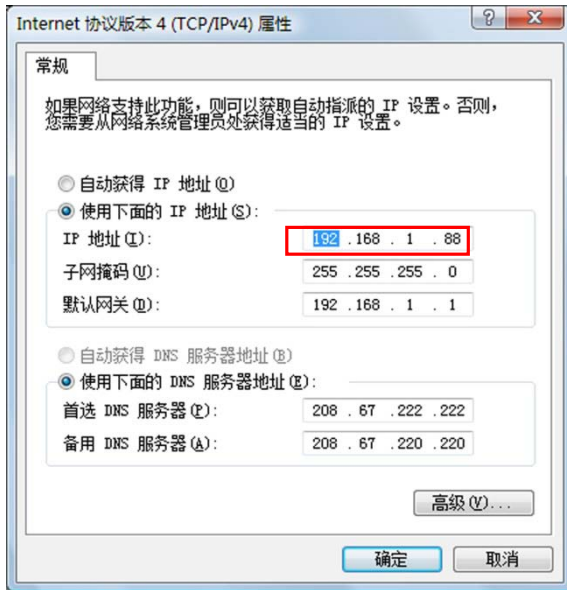 Internet 协议版本 4 (TCP/IPv4) 属性
常规
如果网络支持此功能，则可以获取自动指派的 IP 设置。否则，
您需要从网络系统管理员处获得适当的 IP 设置。
自动获得 IP 地址(O)
使用下面的 IP 地址(S):
IP 地址(I): 192 . 168 . 1 . 88
子网掩码(U): 255 . 255 . 255 . 0
默认网关(D): 192 . 168 . 1 . 1
自动获得 DNS 服务器地址(B)
使用下面的 DNS 服务器地址(E):
首选 DNS 服务器(P): 208 . 67 . 222 . 222
备用 DNS 服务器(A): 208 . 67 . 220 . 220
高级(V)...
确定 取消